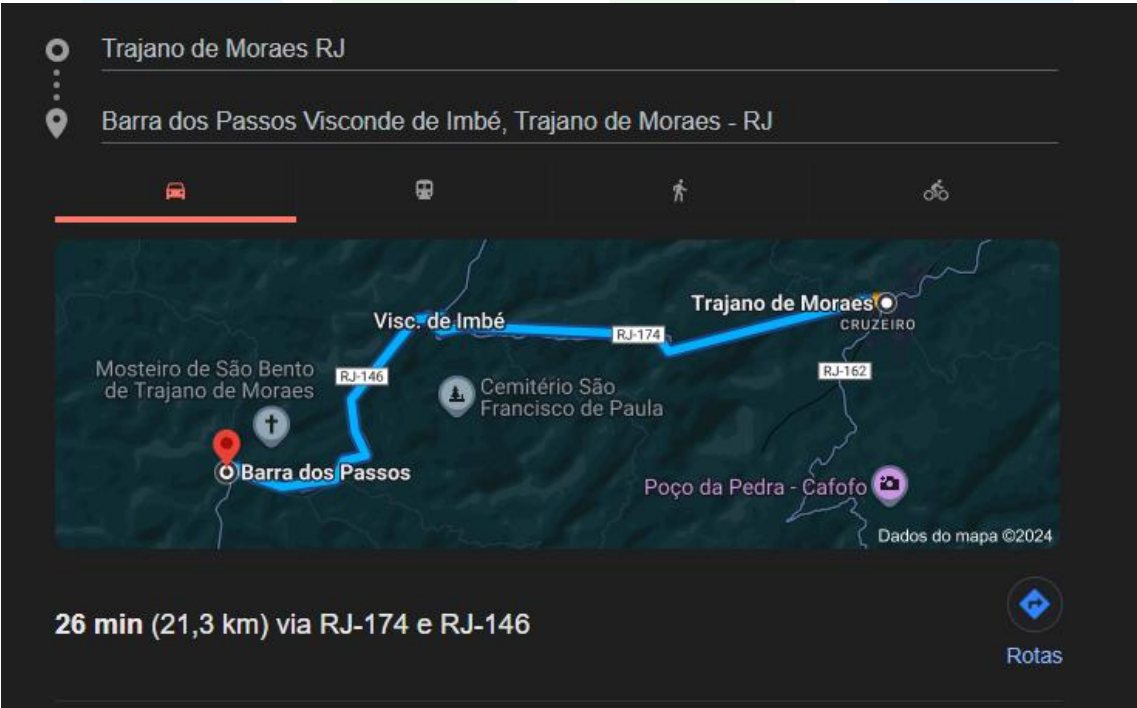 Trajano de Moraes RJ
Barra dos Passos Visconde de Imbé, Trajano de Moraes - RJ
Trajano de Moraes
CRUZEIRO
Visc. de Imbé
RJ-174
Mosteiro de São Bento
de Trajano de Moraes
RJ-146
RJ-162
Cemitério São
Francisco de Paula
Barra dos Passos
Poço da Pedra - Cafofo
Dados do mapa ©2024
26 min (21,3 km) via RJ-174 e RJ-146
Rotas